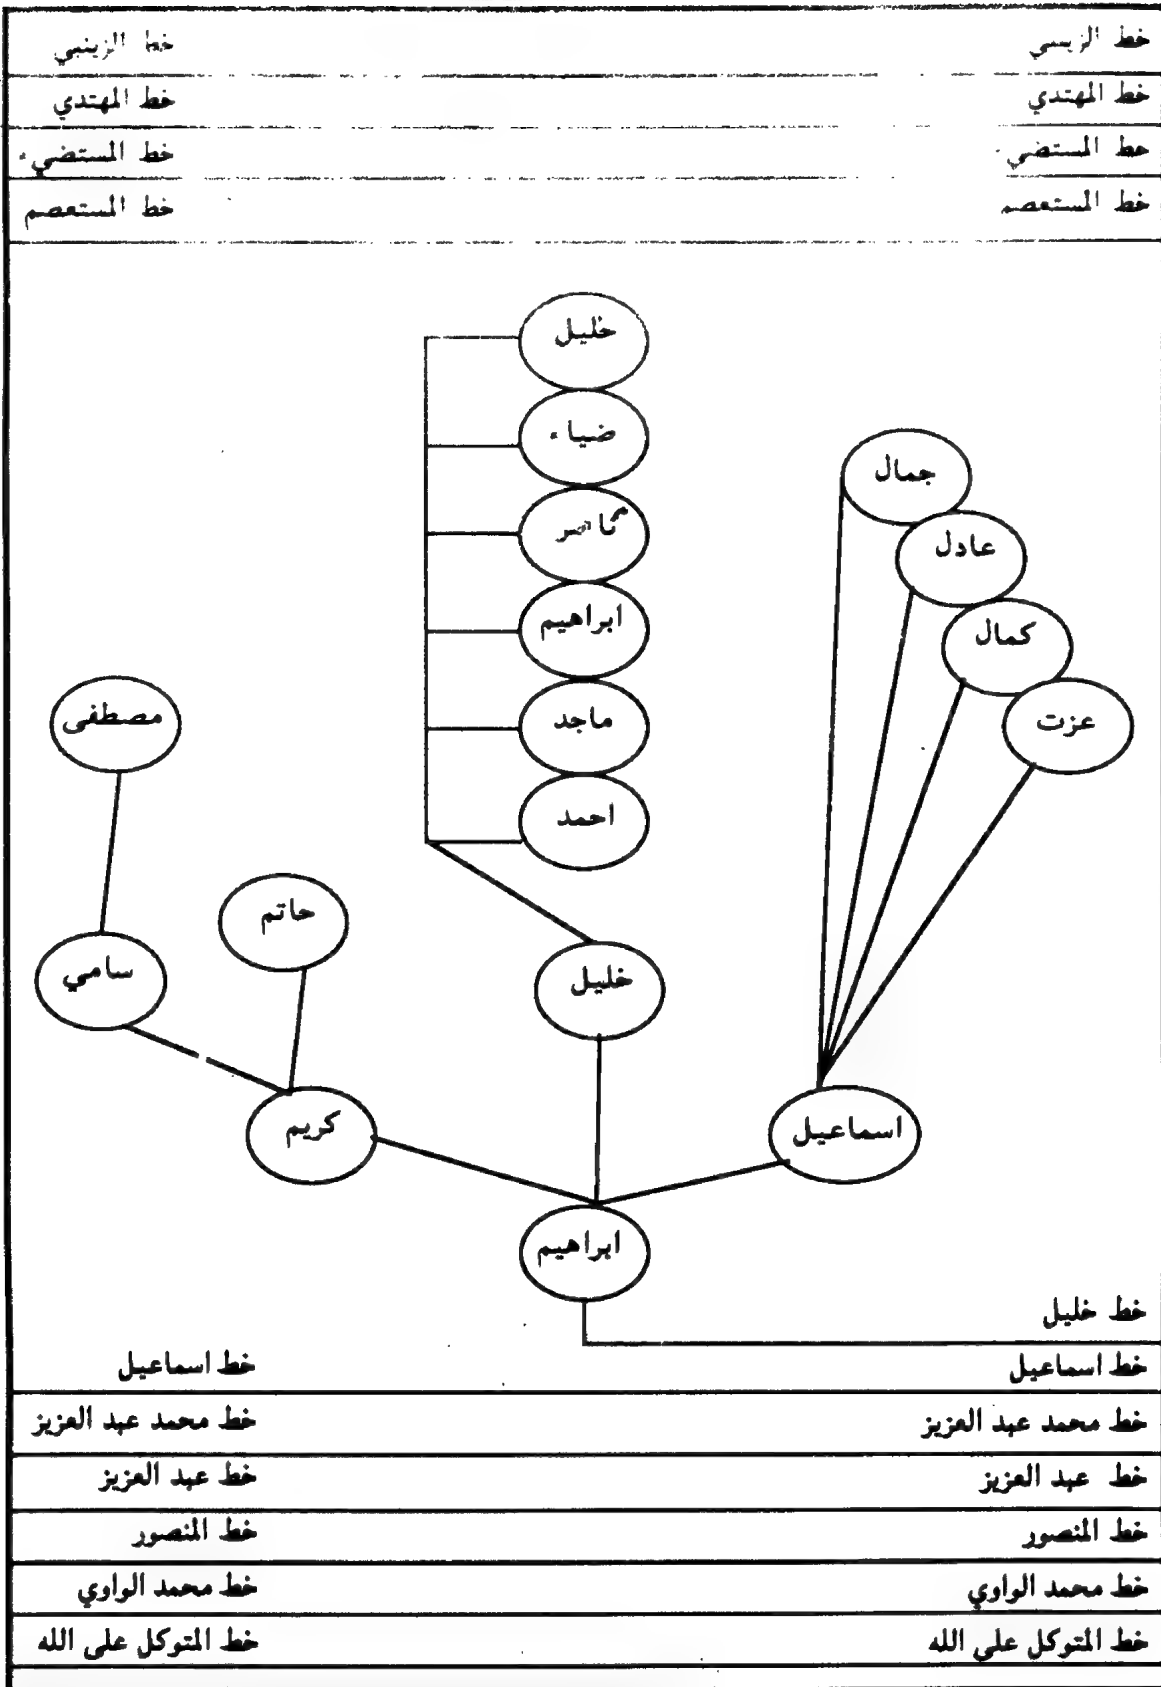 خط الزينبي
خط الزينبي
خط المهتدي
خط المهتدي
خط المستضيء
خط المستضيء
خط المستعصم
خط المستعصم
خليل
ضياء
جمال
عادل
ابراهيم
كمال
مصطفى
ماجد
عزت
احمد
حاتم
سامي
خليل
كريم
اسماعيل
ابراهيم
خط خليل
خط اسماعيل
خط اسماعيل
خط محمد عبد العزيز
خط محمد عبد العزيز
خط عبد العزيز
خط عبد العزيز
خط المنصور
خط المنصور
خط محمد الواوي
خط محمد الواوي
خط المتوكل على الله
خط المتوكل على الله